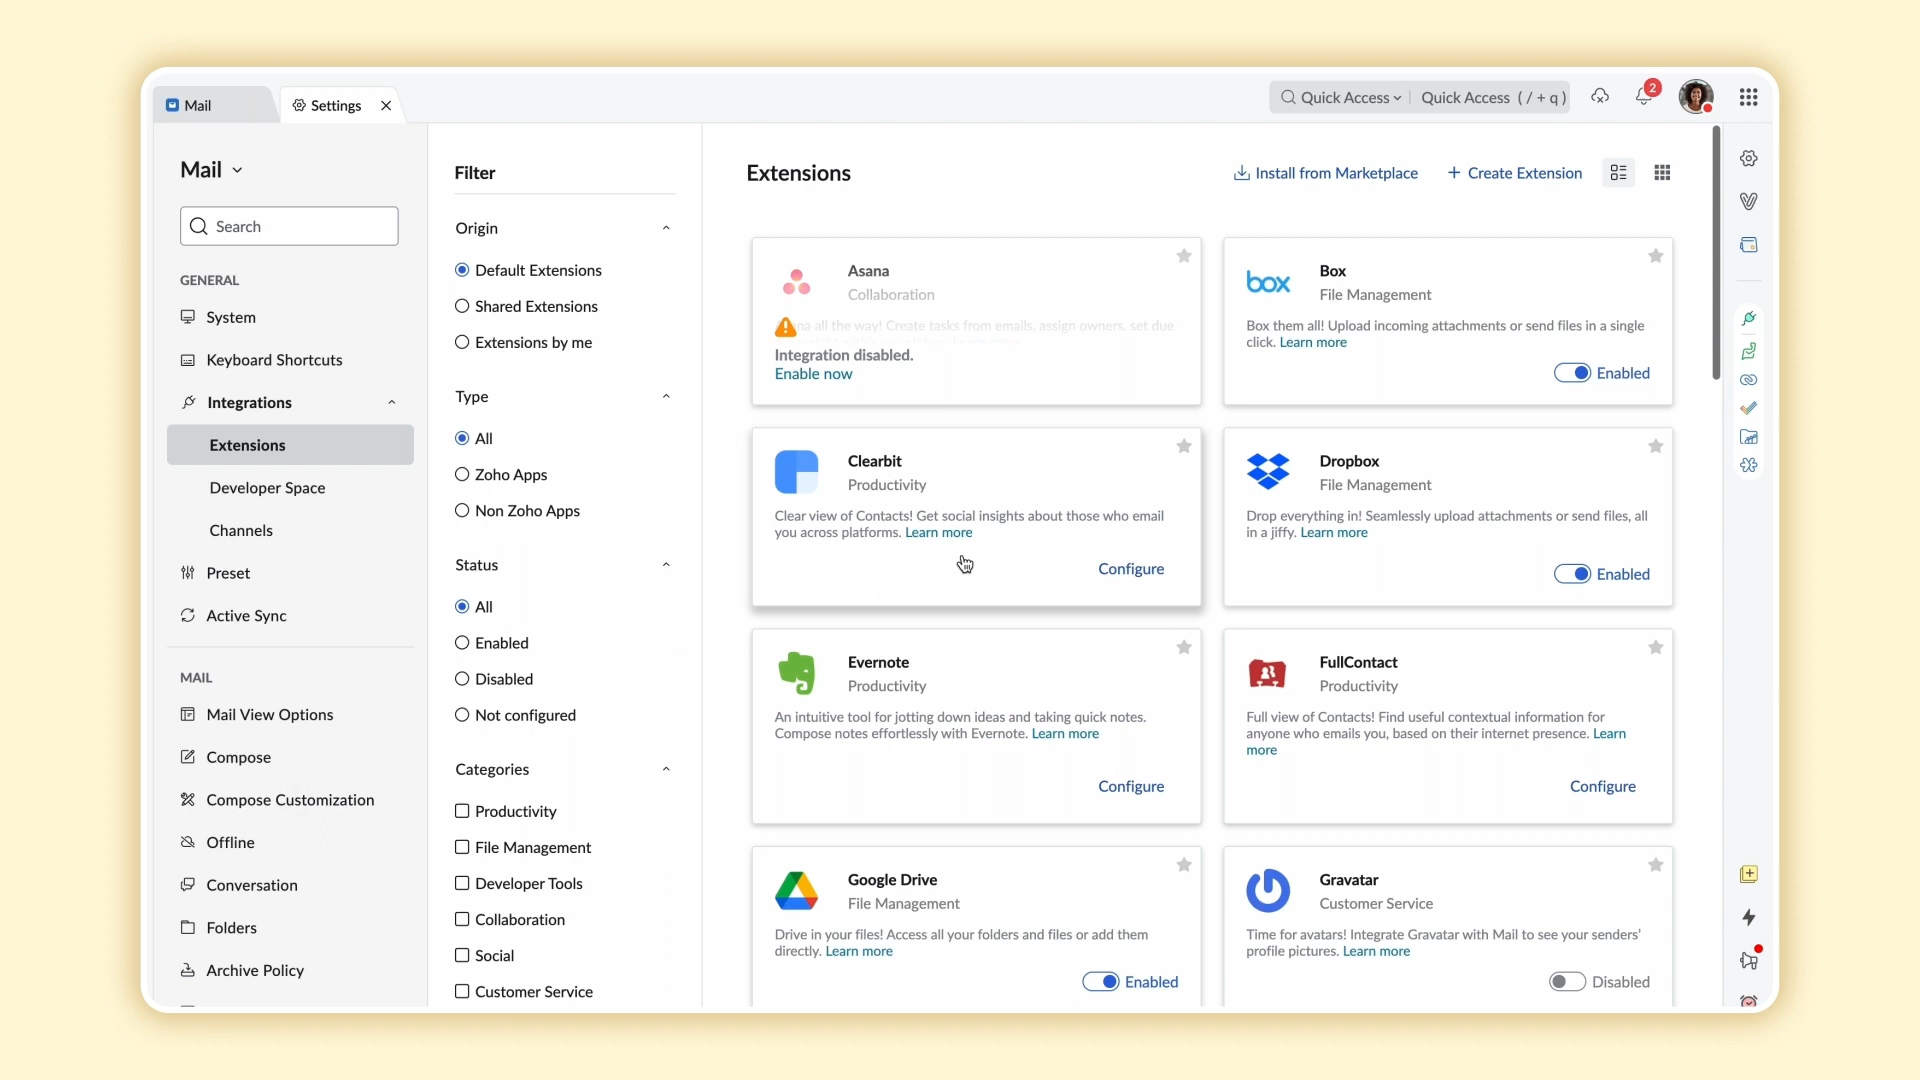 Mail
Settings
Quick Access
Quick Access ( / + q )
2
Mail
Search
GENERAL
System
Keyboard Shortcuts
Integrations
Extensions
Developer Space
Channels
Preset
Active Sync
MAIL
Mail View Options
Compose
Compose Customization
Offline
Conversation
Folders
Archive Policy
Filter
Origin
Default Extensions
Shared Extensions
Extensions by me
Type
All
Zoho Apps
Non Zoho Apps
Status
All
Enabled
Disabled
Not configured
Categories
Productivity
File Management
Developer Tools
Collaboration
Social
Customer Service
Extensions
Install from Marketplace
+ Create Extension
Asana
Collaboration
all the way! Create tasks from emails, assign owners, set due
Integration disabled.
Enable now
box
Box
File Management
Box them all! Upload incoming attachments or send files in a single
click. Learn more
Enabled
Clearbit
Productivity
Clear view of Contacts! Get social insights about those who email
you across platforms. Learn more
Configure
Dropbox
File Management
Drop everything in! Seamlessly upload attachments or send files, all
in a jiffy. Learn more
Enabled
Evernote
Productivity
An intuitive tool for jotting down ideas and taking quick notes.
Compose notes effortlessly with Evernote. Learn more
Configure
FullContact
Productivity
Full view of Contacts! Find useful contextual information for
anyone who emails you, based on their internet presence. Learn
more
Configure
Google Drive
File Management
Drive in your files! Access all your folders and files or add them
directly. Learn more
Enabled
Gravatar
Customer Service
Time for avatars! Integrate Gravatar with Mail to see your senders'
profile pictures. Learn more
Disabled